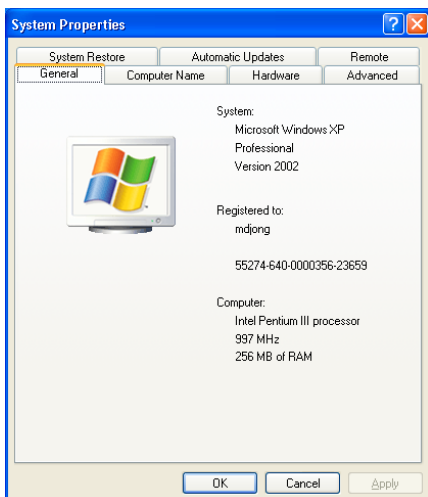 System Properties
System Restore
Automatic Updates
Remote
General
Computer Name
Hardware
Advanced
System:
Microsoft Windows XP
Professional
Version 2002
Registered to:
mdjong
55274-640-0000356-23659
Computer:
Intel Pentium III processor
997 MHz
256 MB of RAM
OK
Cancel
Apply